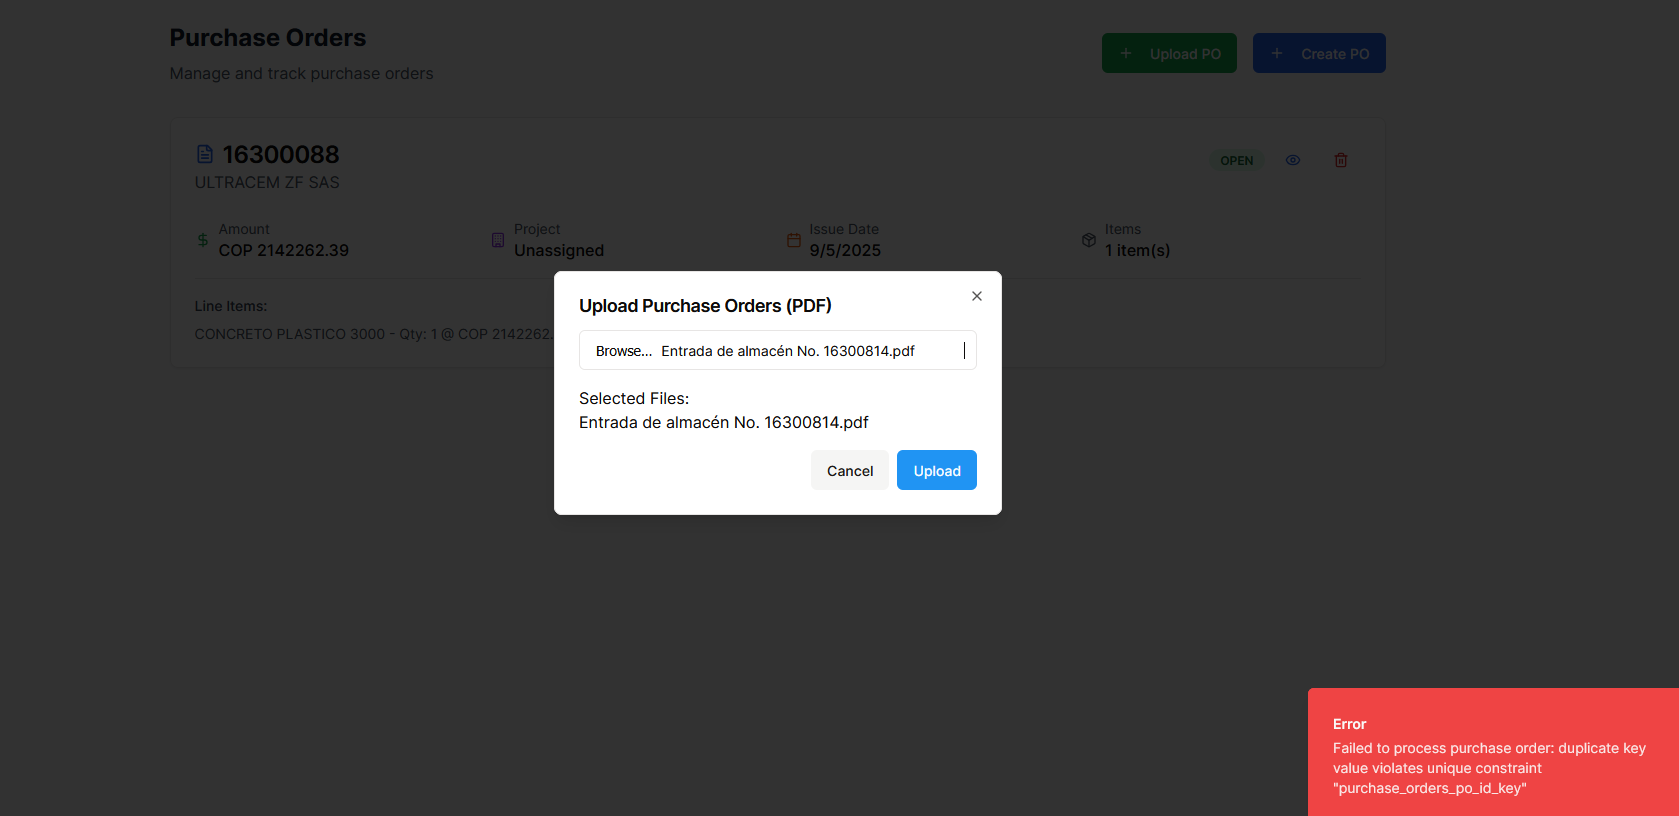 Purchase Orders
Manage and track purchase orders
Upload PO
Create PO
16300088
ULTRACEM ZF SAS
OPEN
Amount
COP 2142262.39
Project
Unassigned
Issue Date
9/5/2025
Items
1 item(s)
Line Items:
CONCRETO PLASTICO 3000 - Qty: 1 @ COP 2142262.
Upload Purchase Orders (PDF)
Browse... Entrada de almacén No. 16300814.pdf
Selected Files:
Entrada de almacén No. 16300814.pdf
Cancel
Upload
Error
Failed to process purchase order: duplicate key
value violates unique constraint
"purchase_orders_po_id_key"